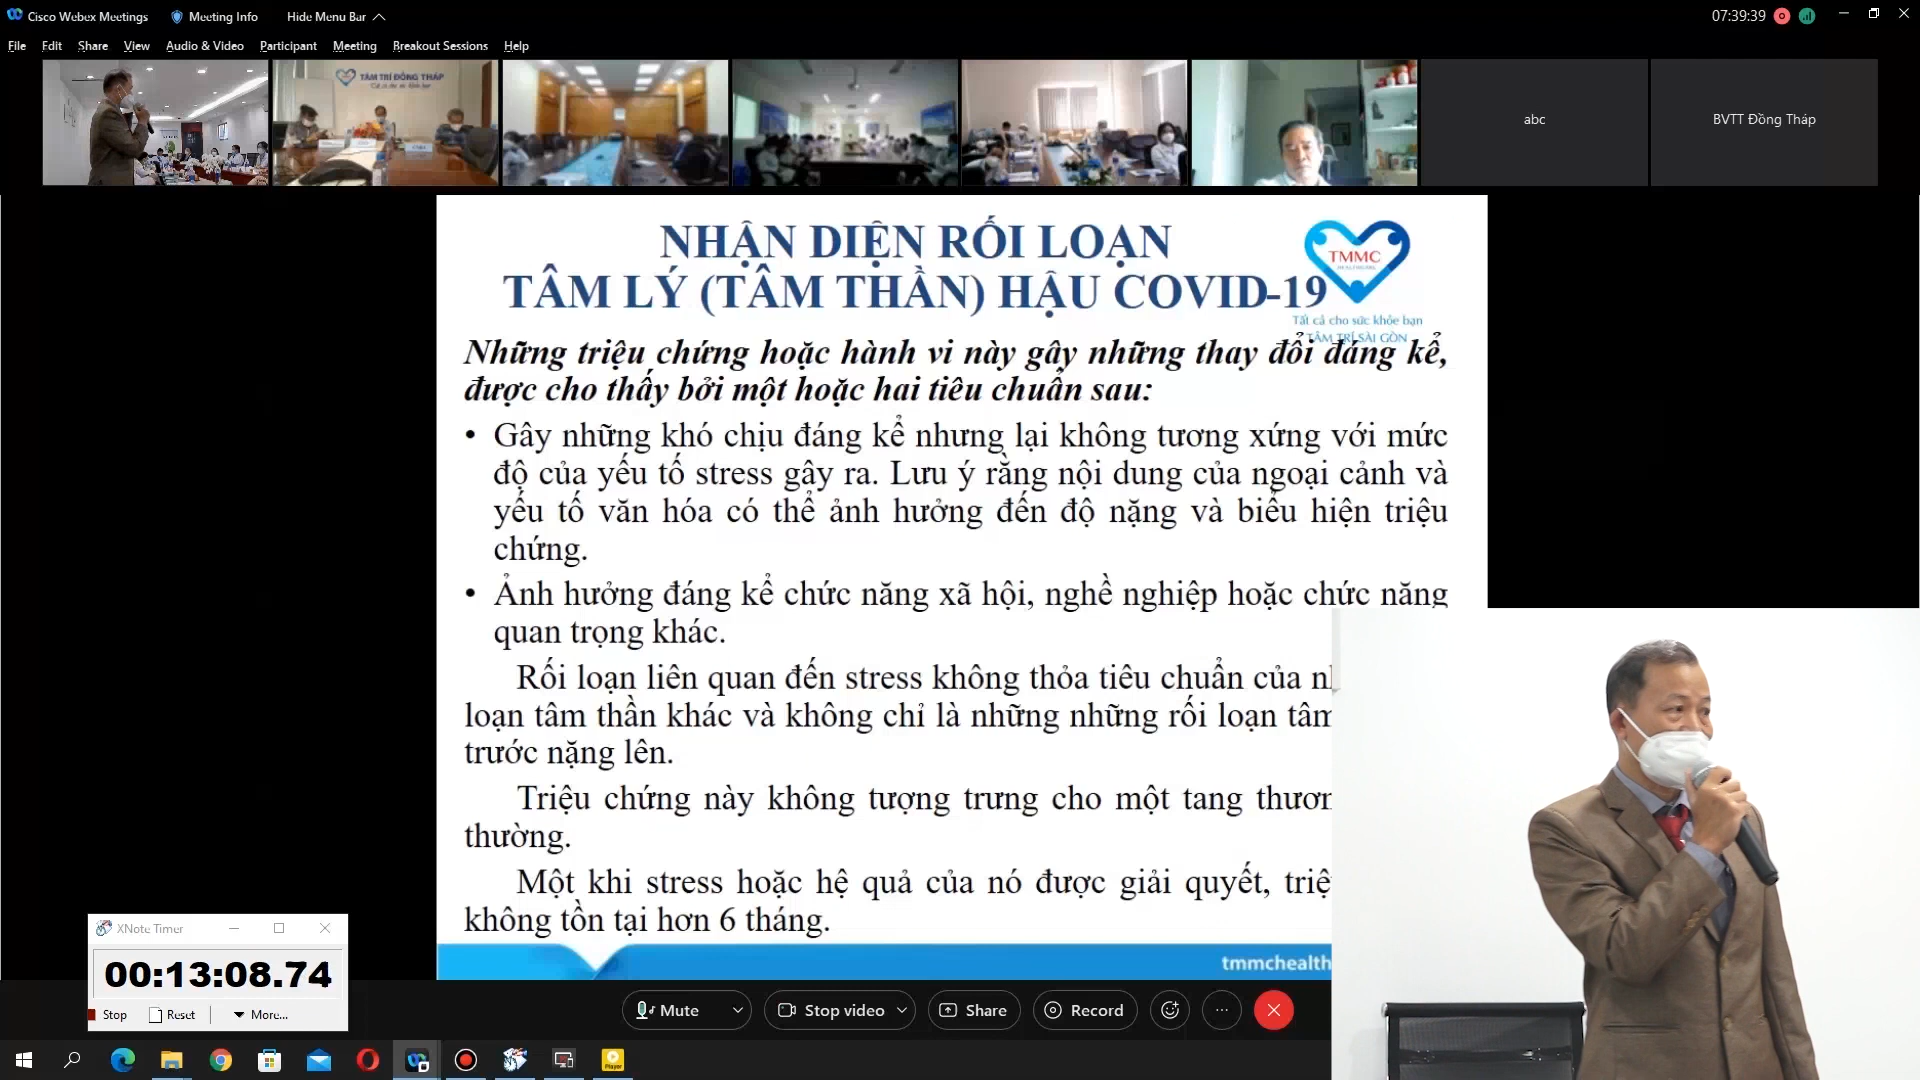 Cisco Webex Meetings
Meeting Info
Hide Menu Bar
07:39:39
File Edit Share View Audio & Video Participant Meeting Breakout Sessions Help
TÂM TRÍ ĐỒNG THÁP
abc
BVTT Đồng Tháp
NHẬN DIỆN RỐI LOẠN
TÂM LÝ (TÂM THẦN) HẬU COVID-19
TMMC
HEALTHCARE
Tất cả cho sức khỏe bạn
TÂM TRÍ SÀI GÒN
Những triệu chứng hoặc hành vi này gây những thay đổi đáng kể,
được cho thấy bởi một hoặc hai tiêu chuẩn sau:
• Gây những khó chịu đáng kể nhưng lại không tương xứng với mức
độ của yếu tố stress gây ra. Lưu ý rằng nội dung của ngoại cảnh và
yếu tố văn hóa có thể ảnh hưởng đến độ nặng và biểu hiện triệu
chứng.
• Ảnh hưởng đáng kể chức năng xã hội, nghề nghiệp hoặc chức năng
quan trọng khác.
Rối loạn liên quan đến stress không thỏa tiêu chuẩn của
loạn tâm thần khác và không chỉ là những những rối loạn tâm
trước nặng lên.
Triệu chứng này không tượng trưng cho một tang
thường.
Một khi stress hoặc hệ quả của nó được giải quyết,
không tồn tại hơn 6 tháng.
tmmchealth
XNote Timer
00:13:08.74
Stop Reset More...
Mute
Stop video
Share
Record
Player